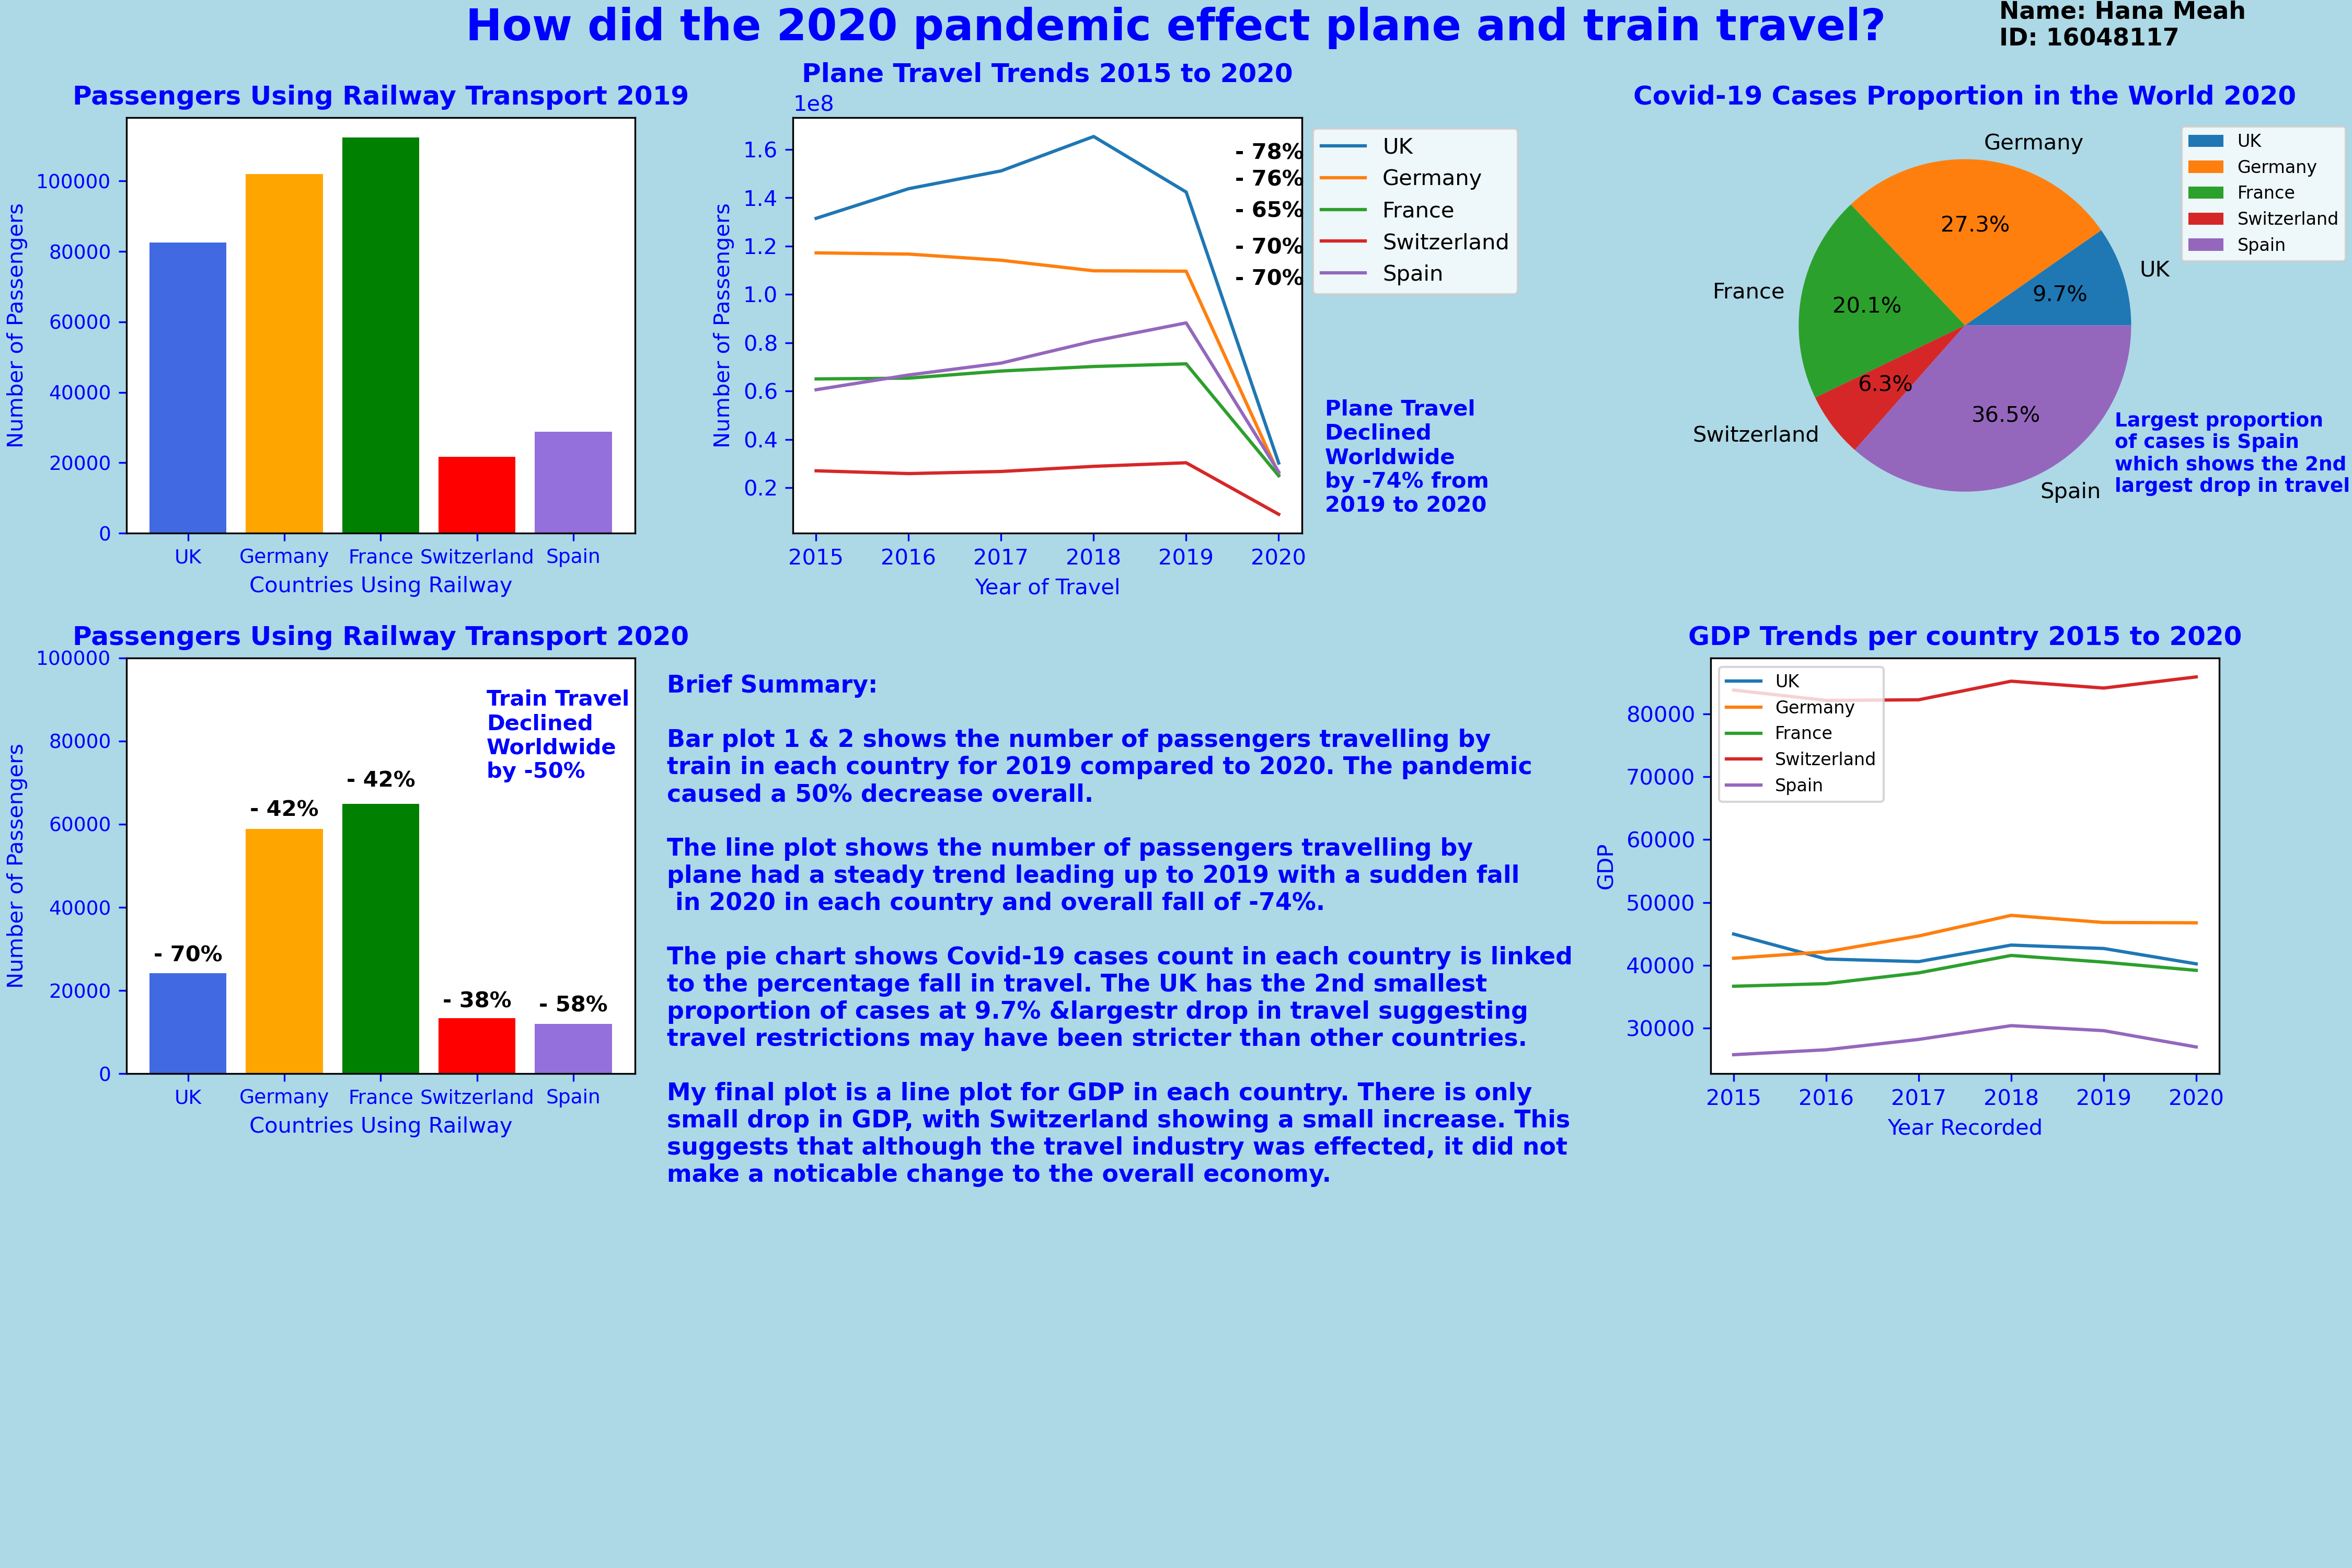 How did the 2020 pandemic effect plane and train travel?
Name: Hana Meah
ID: 16048117
Passengers Using Railway Transport 2019
Number of Passengers
100000
80000
60000
40000
20000
0
UK Germany France Switzerland Spain
Countries Using Railway
Plane Travel Trends 2015 to 2020
1e8
Number of Passengers
1.6
1.4
1.2
1.0
0.8
0.6
0.4
0.2
2015 2016 2017 2018 2019 2020
Year of Travel
- 78%
- 76%
- 65%
- 70%
- 70%
UK
Germany
France
Switzerland
Spain
Plane Travel
Declined
Worldwide
by -74% from
2019 to 2020
Covid-19 Cases Proportion in the World 2020
Germany
27.3%
UK
9.7%
France
20.1%
Switzerland
6.3%
Spain
36.5%
UK
Germany
France
Switzerland
Spain
Largest proportion
of cases is Spain
which shows the 2nd
largest drop in travel
Passengers Using Railway Transport 2020
Number of Passengers
100000
80000
60000
40000
20000
0
- 70%
- 42%
- 42%
- 38%
- 58%
Train Travel
Declined
Worldwide
by -50%
UK Germany France Switzerland Spain
Countries Using Railway
Brief Summary:
Bar plot 1 & 2 shows the number of passengers travelling by
train in each country for 2019 compared to 2020. The pandemic
caused a 50% decrease overall.
The line plot shows the number of passengers travelling by
plane had a steady trend leading up to 2019 with a sudden fall
in 2020 in each country and overall fall of -74%.
The pie chart shows Covid-19 cases count in each country is linked
to the percentage fall in travel. The UK has the 2nd smallest
proportion of cases at 9.7% &largestr drop in travel suggesting
travel restrictions may have been stricter than other countries.
My final plot is a line plot for GDP in each country. There is only
small drop in GDP, with Switzerland showing a small increase. This
suggests that although the travel industry was effected, it did not
make a noticable change to the overall economy.
GDP Trends per country 2015 to 2020
GDP
80000
70000
60000
50000
40000
30000
UK
Germany
France
Switzerland
Spain
2015 2016 2017 2018 2019 2020
Year Recorded